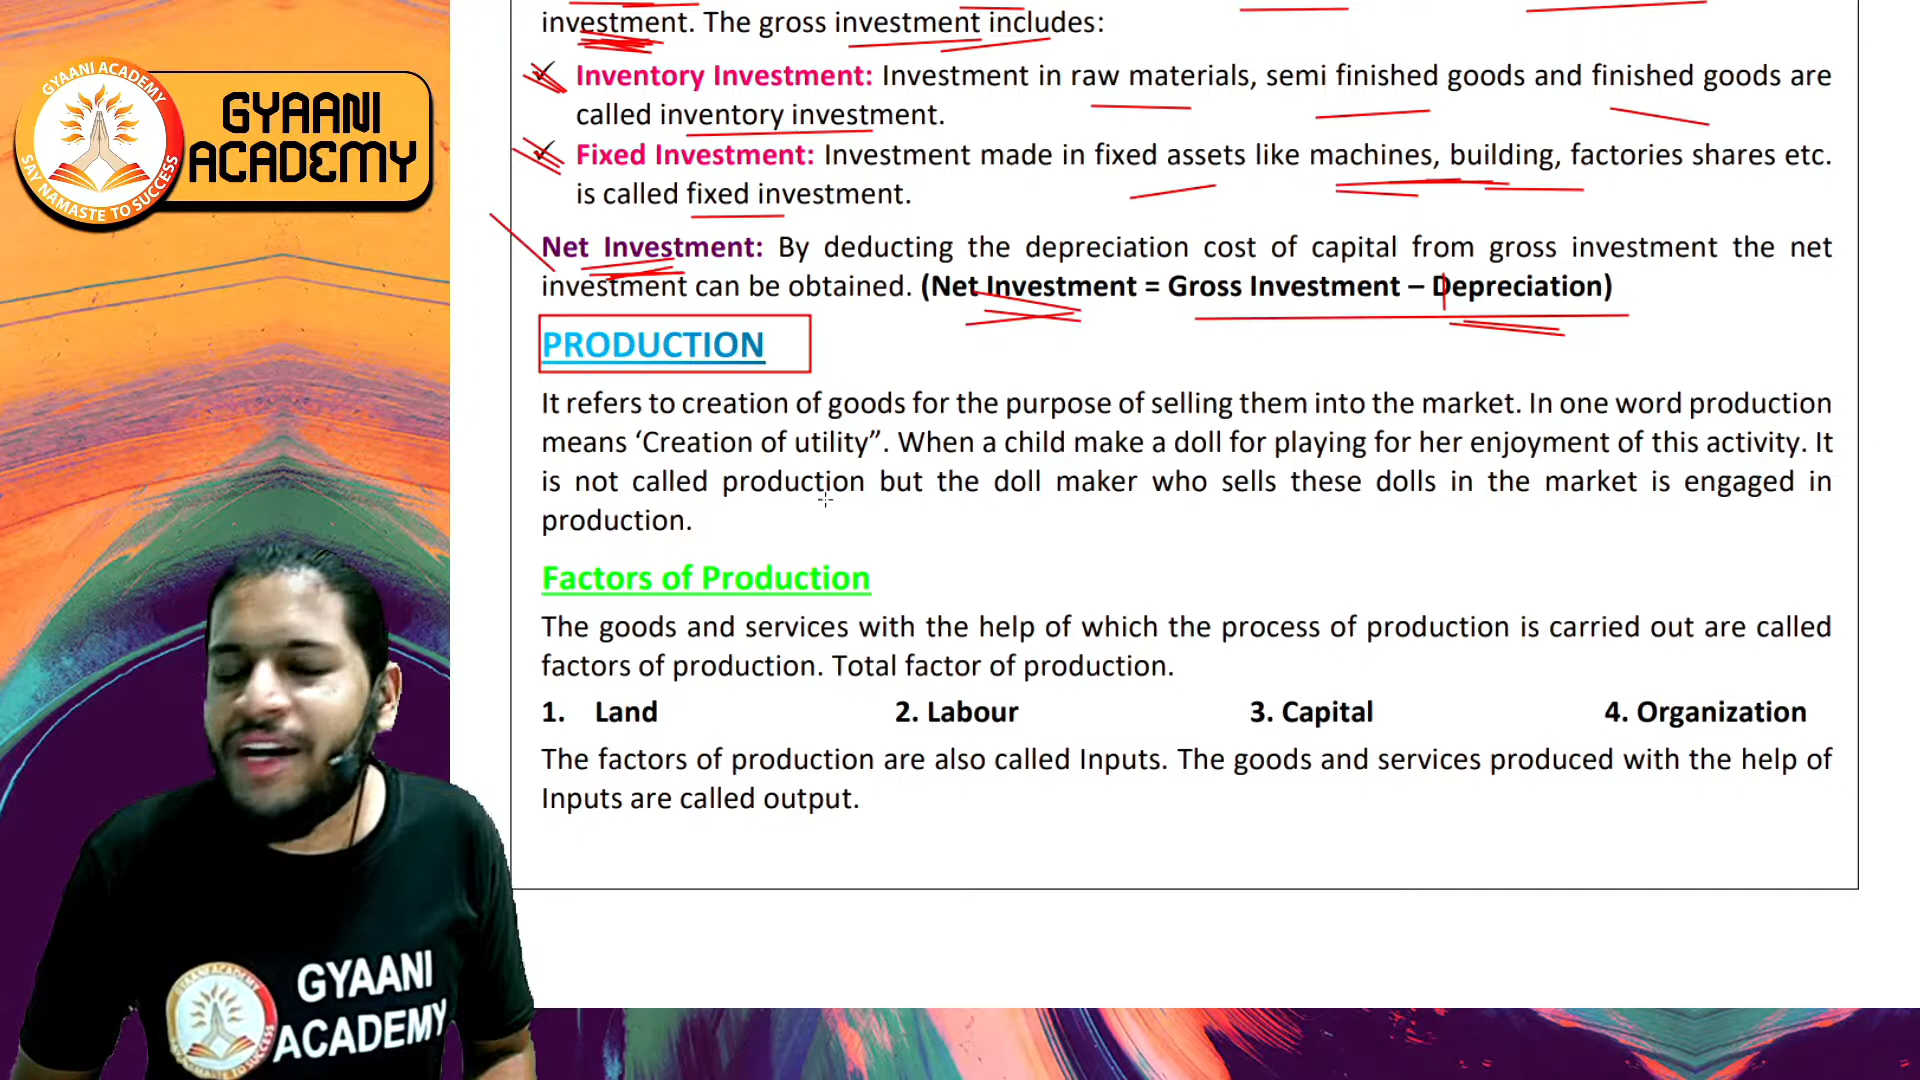 investment. The gross investment includes:
Inventory Investment: Investment in raw materials, semi finished goods and finished goods are
called inventory investment.
Fixed Investment: Investment made in fixed assets like machines, building, factories shares etc.
is called fixed investment.
Net Investment: By deducting the depreciation cost of capital from gross investment the net
investment can be obtained. (Net Investment = Gross Investment – Depreciation)
PRODUCTION
It refers to creation of goods for the purpose of selling them into the market. In one word production
means ‘Creation of utility”. When a child make a doll for playing for her enjoyment of this activity. It
is not called production but the doll maker who sells these dolls in the market is engaged in
production.
Factors of Production
The goods and services with the help of which the process of production is carried out are called
factors of production. Total factor of production.
1. Land 2. Labour 3. Capital 4. Organization
The factors of production are also called Inputs. The goods and services produced with the help of
Inputs are called output.
GYAANI ACADEMY
SAY NAMASTE TO SUCCESS
GYAANI
ACADEMY
GYAANI
ACADEMY